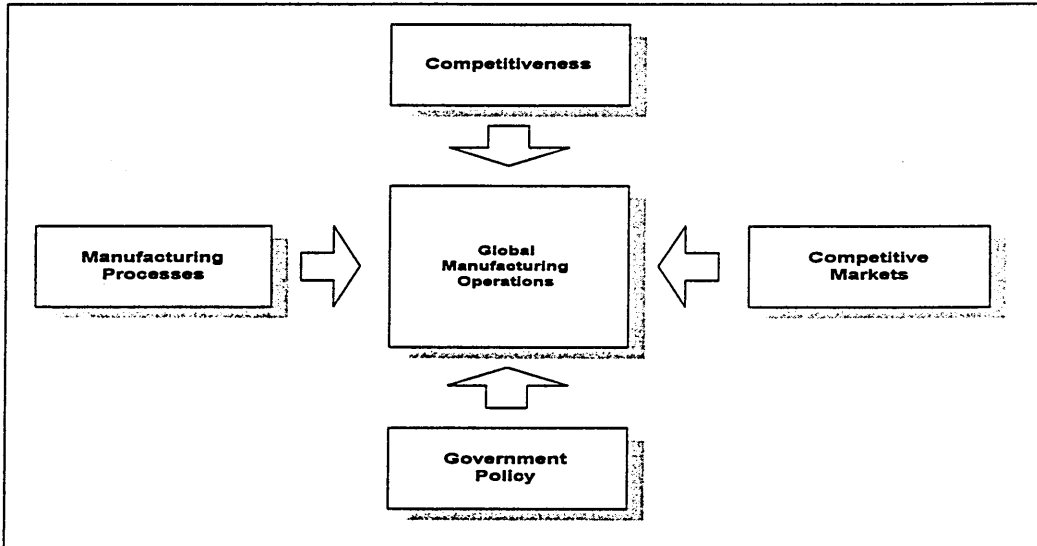 Competitiveness
Manufacturing
Processes
Global
Manufacturing
Operations
Competitive
Markets
Government
Policy